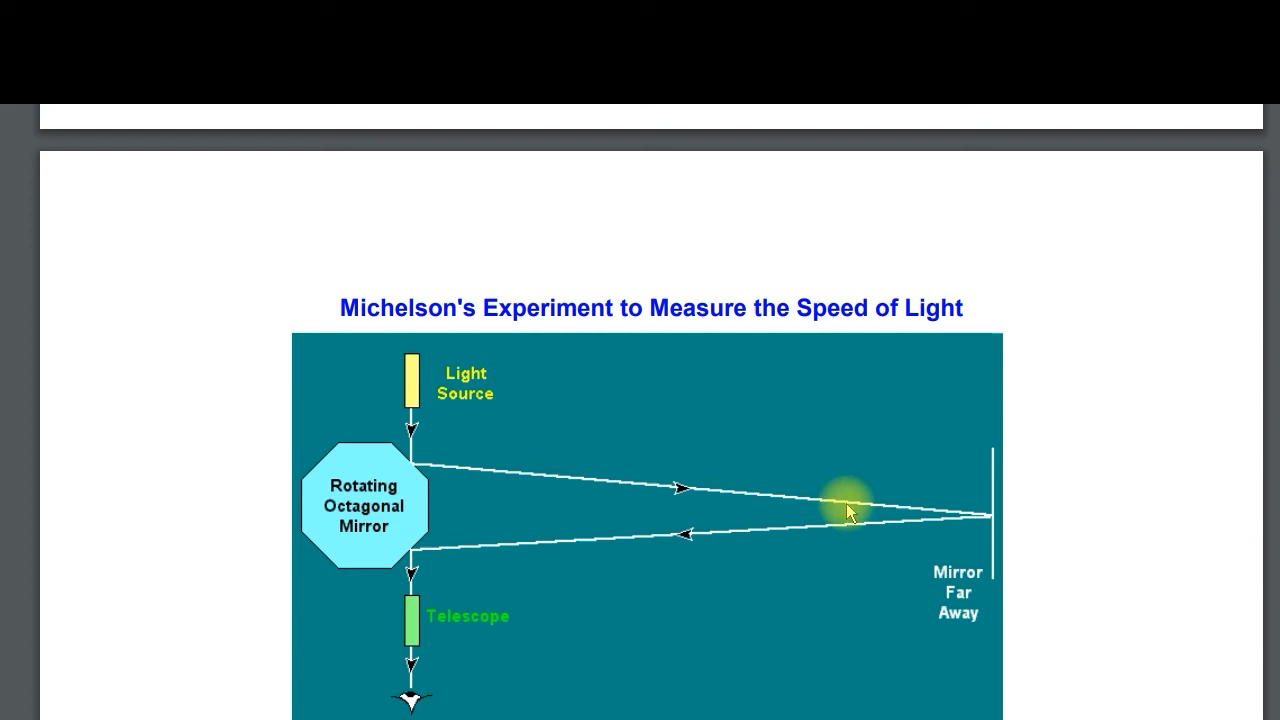 Michelson's Experiment to Measure the Speed of Light
Light
Source
Rotating
Octagonal
Mirror
Mirror
Far
Away
Telescope